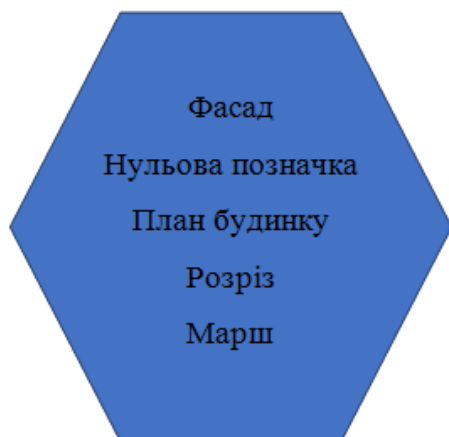 Фасад
Нульова позначка
План будинку
Розріз
Марш